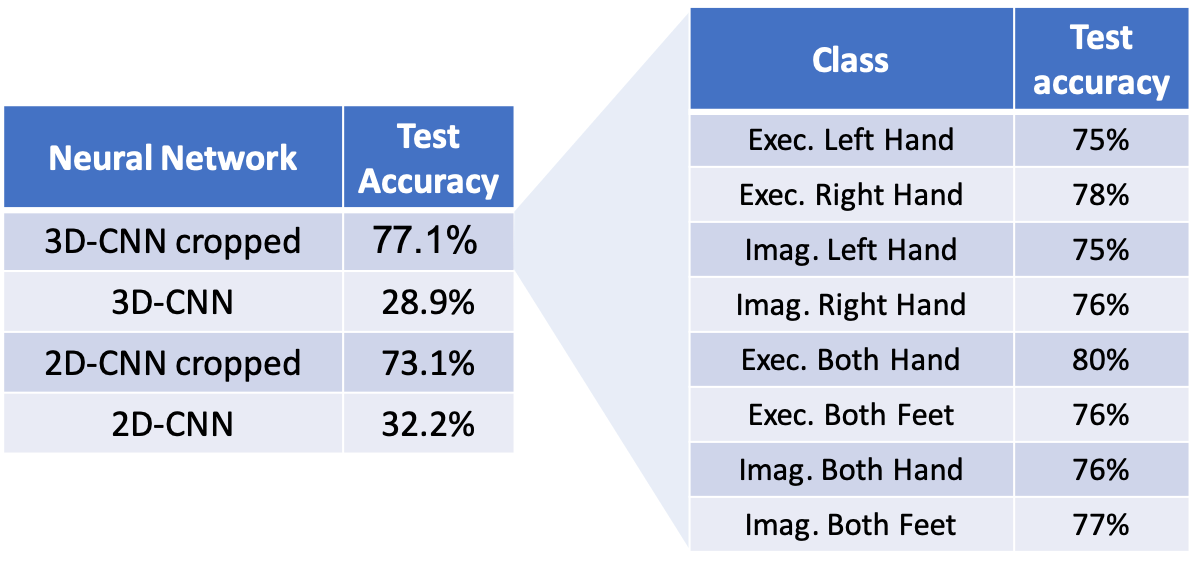 Neural Network
Test
Accuracy
3D-CNN cropped 77.1%
3D-CNN 28.9%
2D-CNN cropped 73.1%
2D-CNN 32.2%
Class
Test
accuracy
Exec. Left Hand 75%
Exec. Right Hand 78%
Imag. Left Hand 75%
Imag. Right Hand 76%
Exec. Both Hand 80%
Exec. Both Feet 76%
Imag. Both Hand 76%
Imag. Both Feet 77%